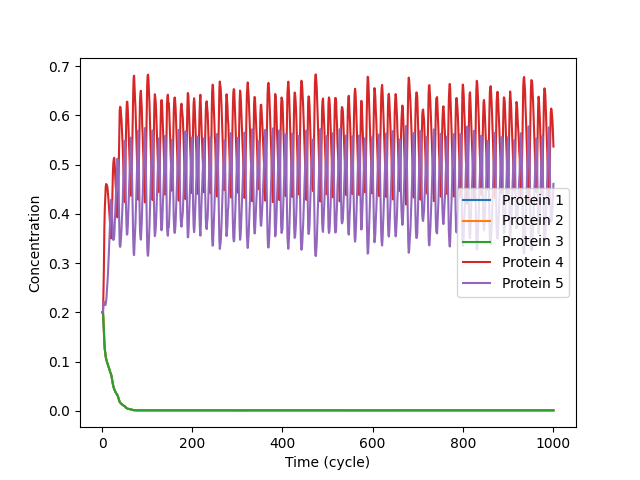 0.7
0.6
0.5
0.4
0.3
0.2
0.1
0.0
Concentration
Protein 1
Protein 2
Protein 3
Protein 4
Protein 5
0 200 400 600 800 1000
Time (cycle)